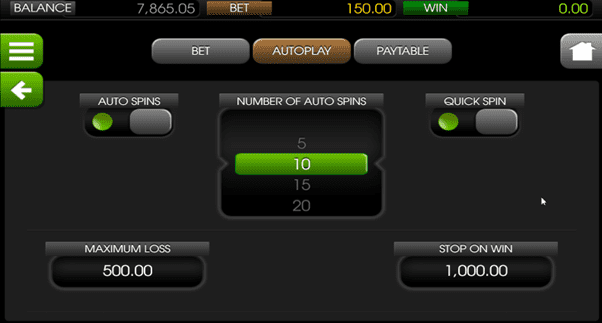 BALANCE 7,865.05 BET 150.00 WIN 0.00
BET AUTOPLAY PAYTABLE
AUTO SPINS NUMBER OF AUTO SPINS QUICK SPIN
5
10
15
20
MAXIMUM LOSS STOP ON WIN
500.00 1,000.00